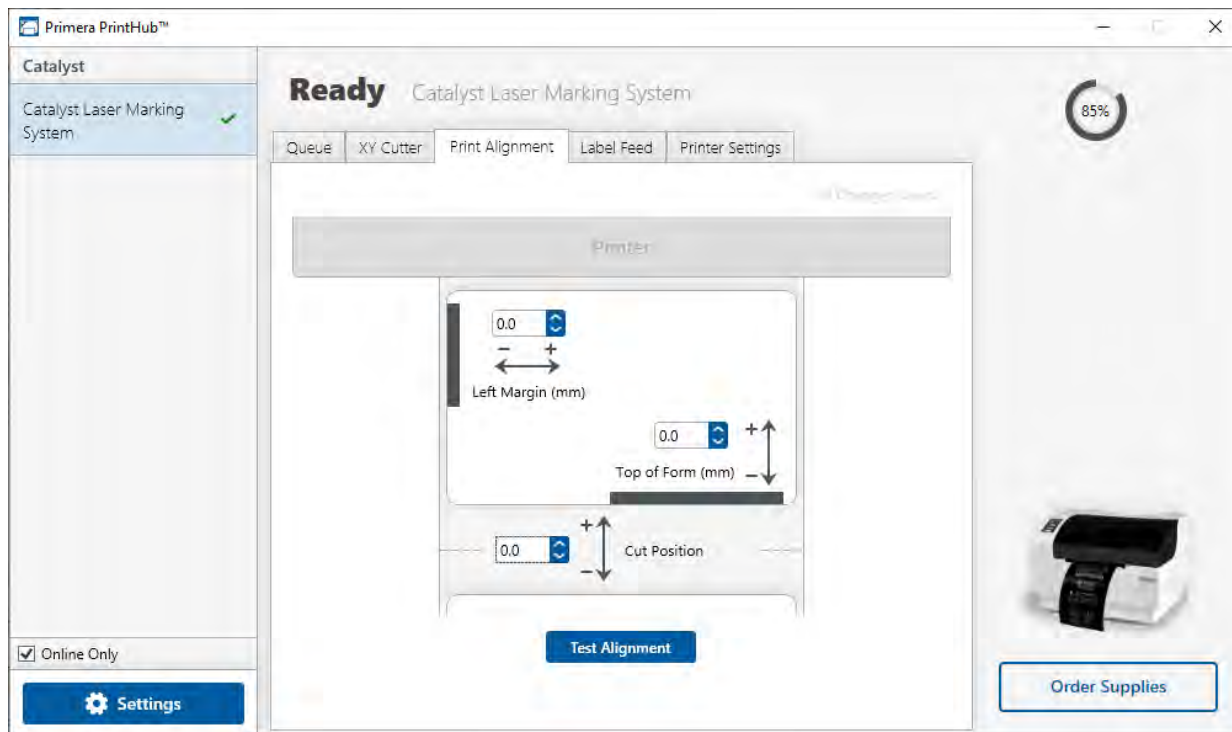 Primera PrintHub™
Catalyst
Catalyst Laser Marking
System
Online Only
Settings
Ready Catalyst Laser Marking System
85%
Queue XY Cutter Print Alignment Label Feed Printer Settings
Printer
0.0
- +
Left Margin (mm)
0.0 +
Top of Form (mm) -
+
0.0 Cut Position
-
Test Alignment
Order Supplies